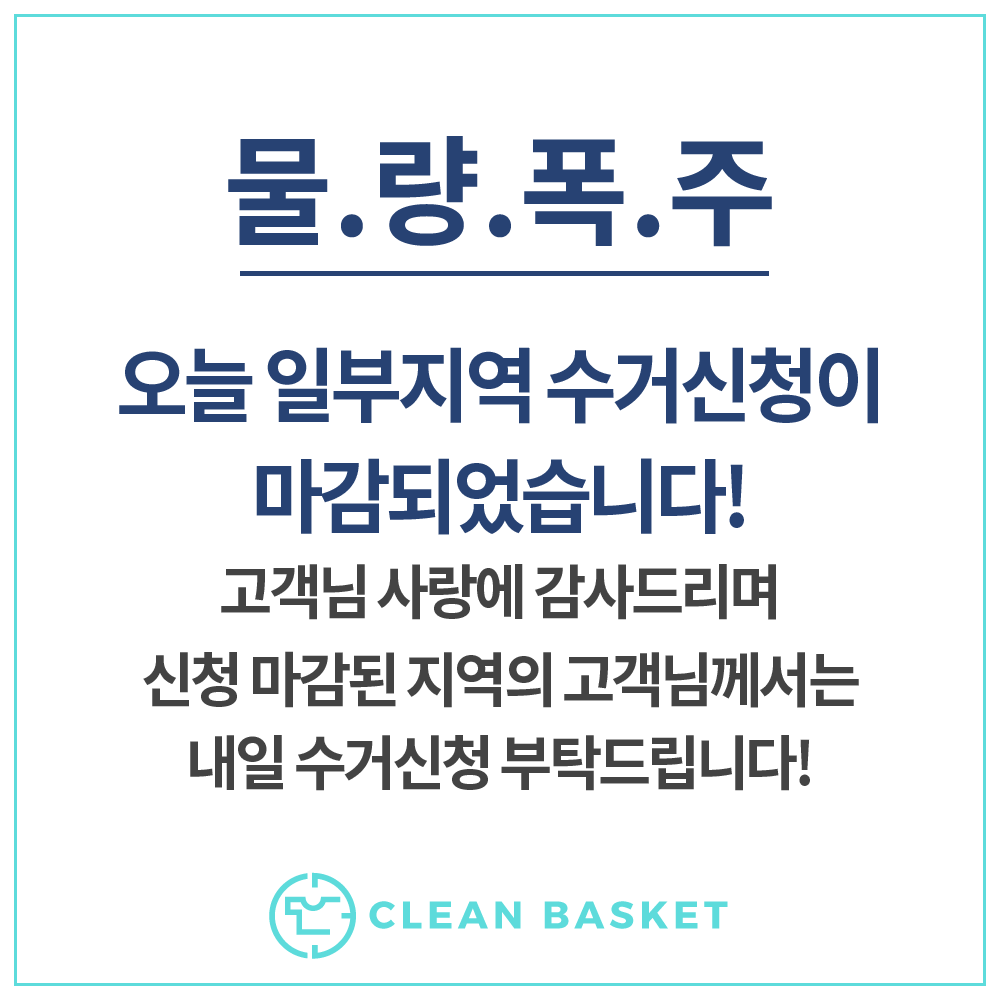 물.량.폭.주
오늘 일부지역 수거신청이
마감되었습니다!
고객님 사랑에 감사드리며
신청 마감된 지역의 고객님께서는
내일 수거신청 부탁드립니다!
CLEAN BASKET